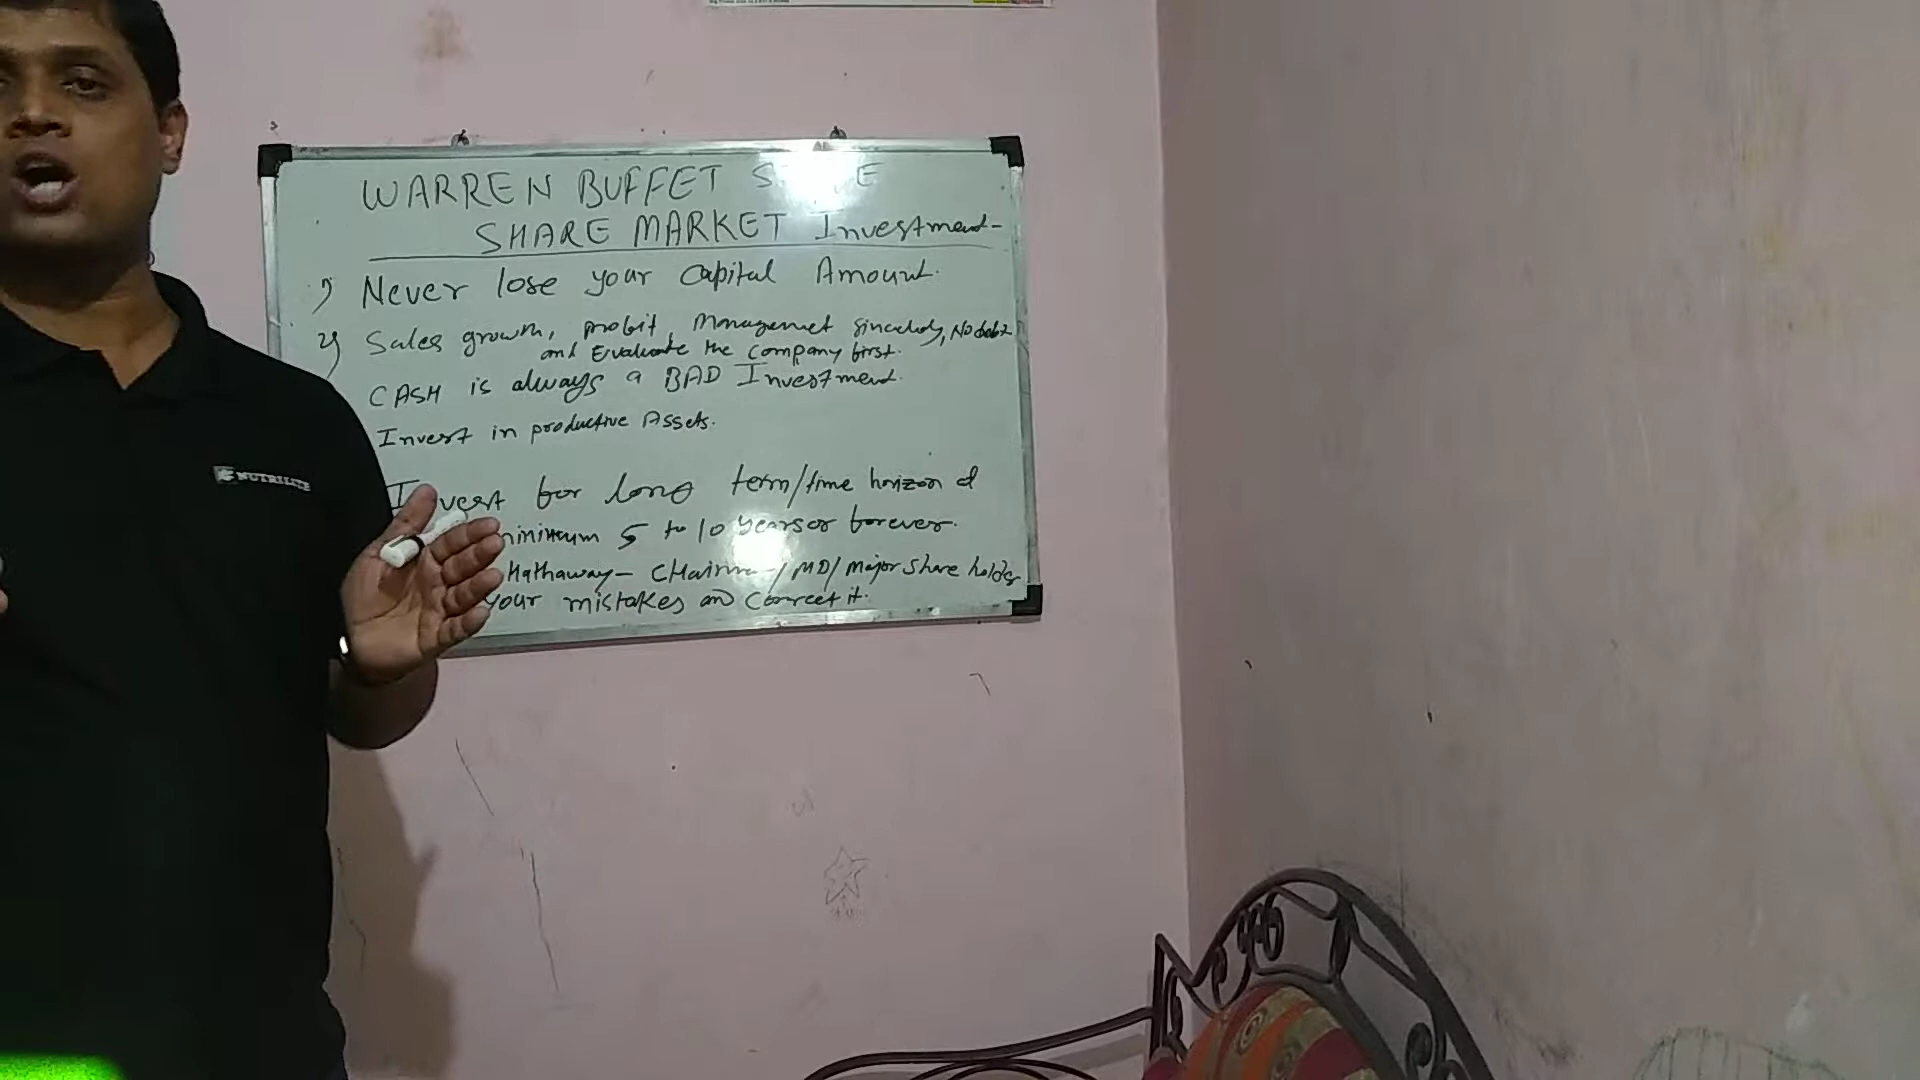 WARREN BUFFET
SHARE MARKET Investment-
1) Never lose your capital Amount.
2) Sales growth, profit, Management sincerely, No debt
and Evaluate the company first.
CASH is always a BAD Investment.
Invest in productive Assets.
Invest for long term/time horizon of
minimum 5 to 10 years or forever.
Hathaway- Chairman/MD/Major share holder
your mistakes and correct it.
NUTRILITE